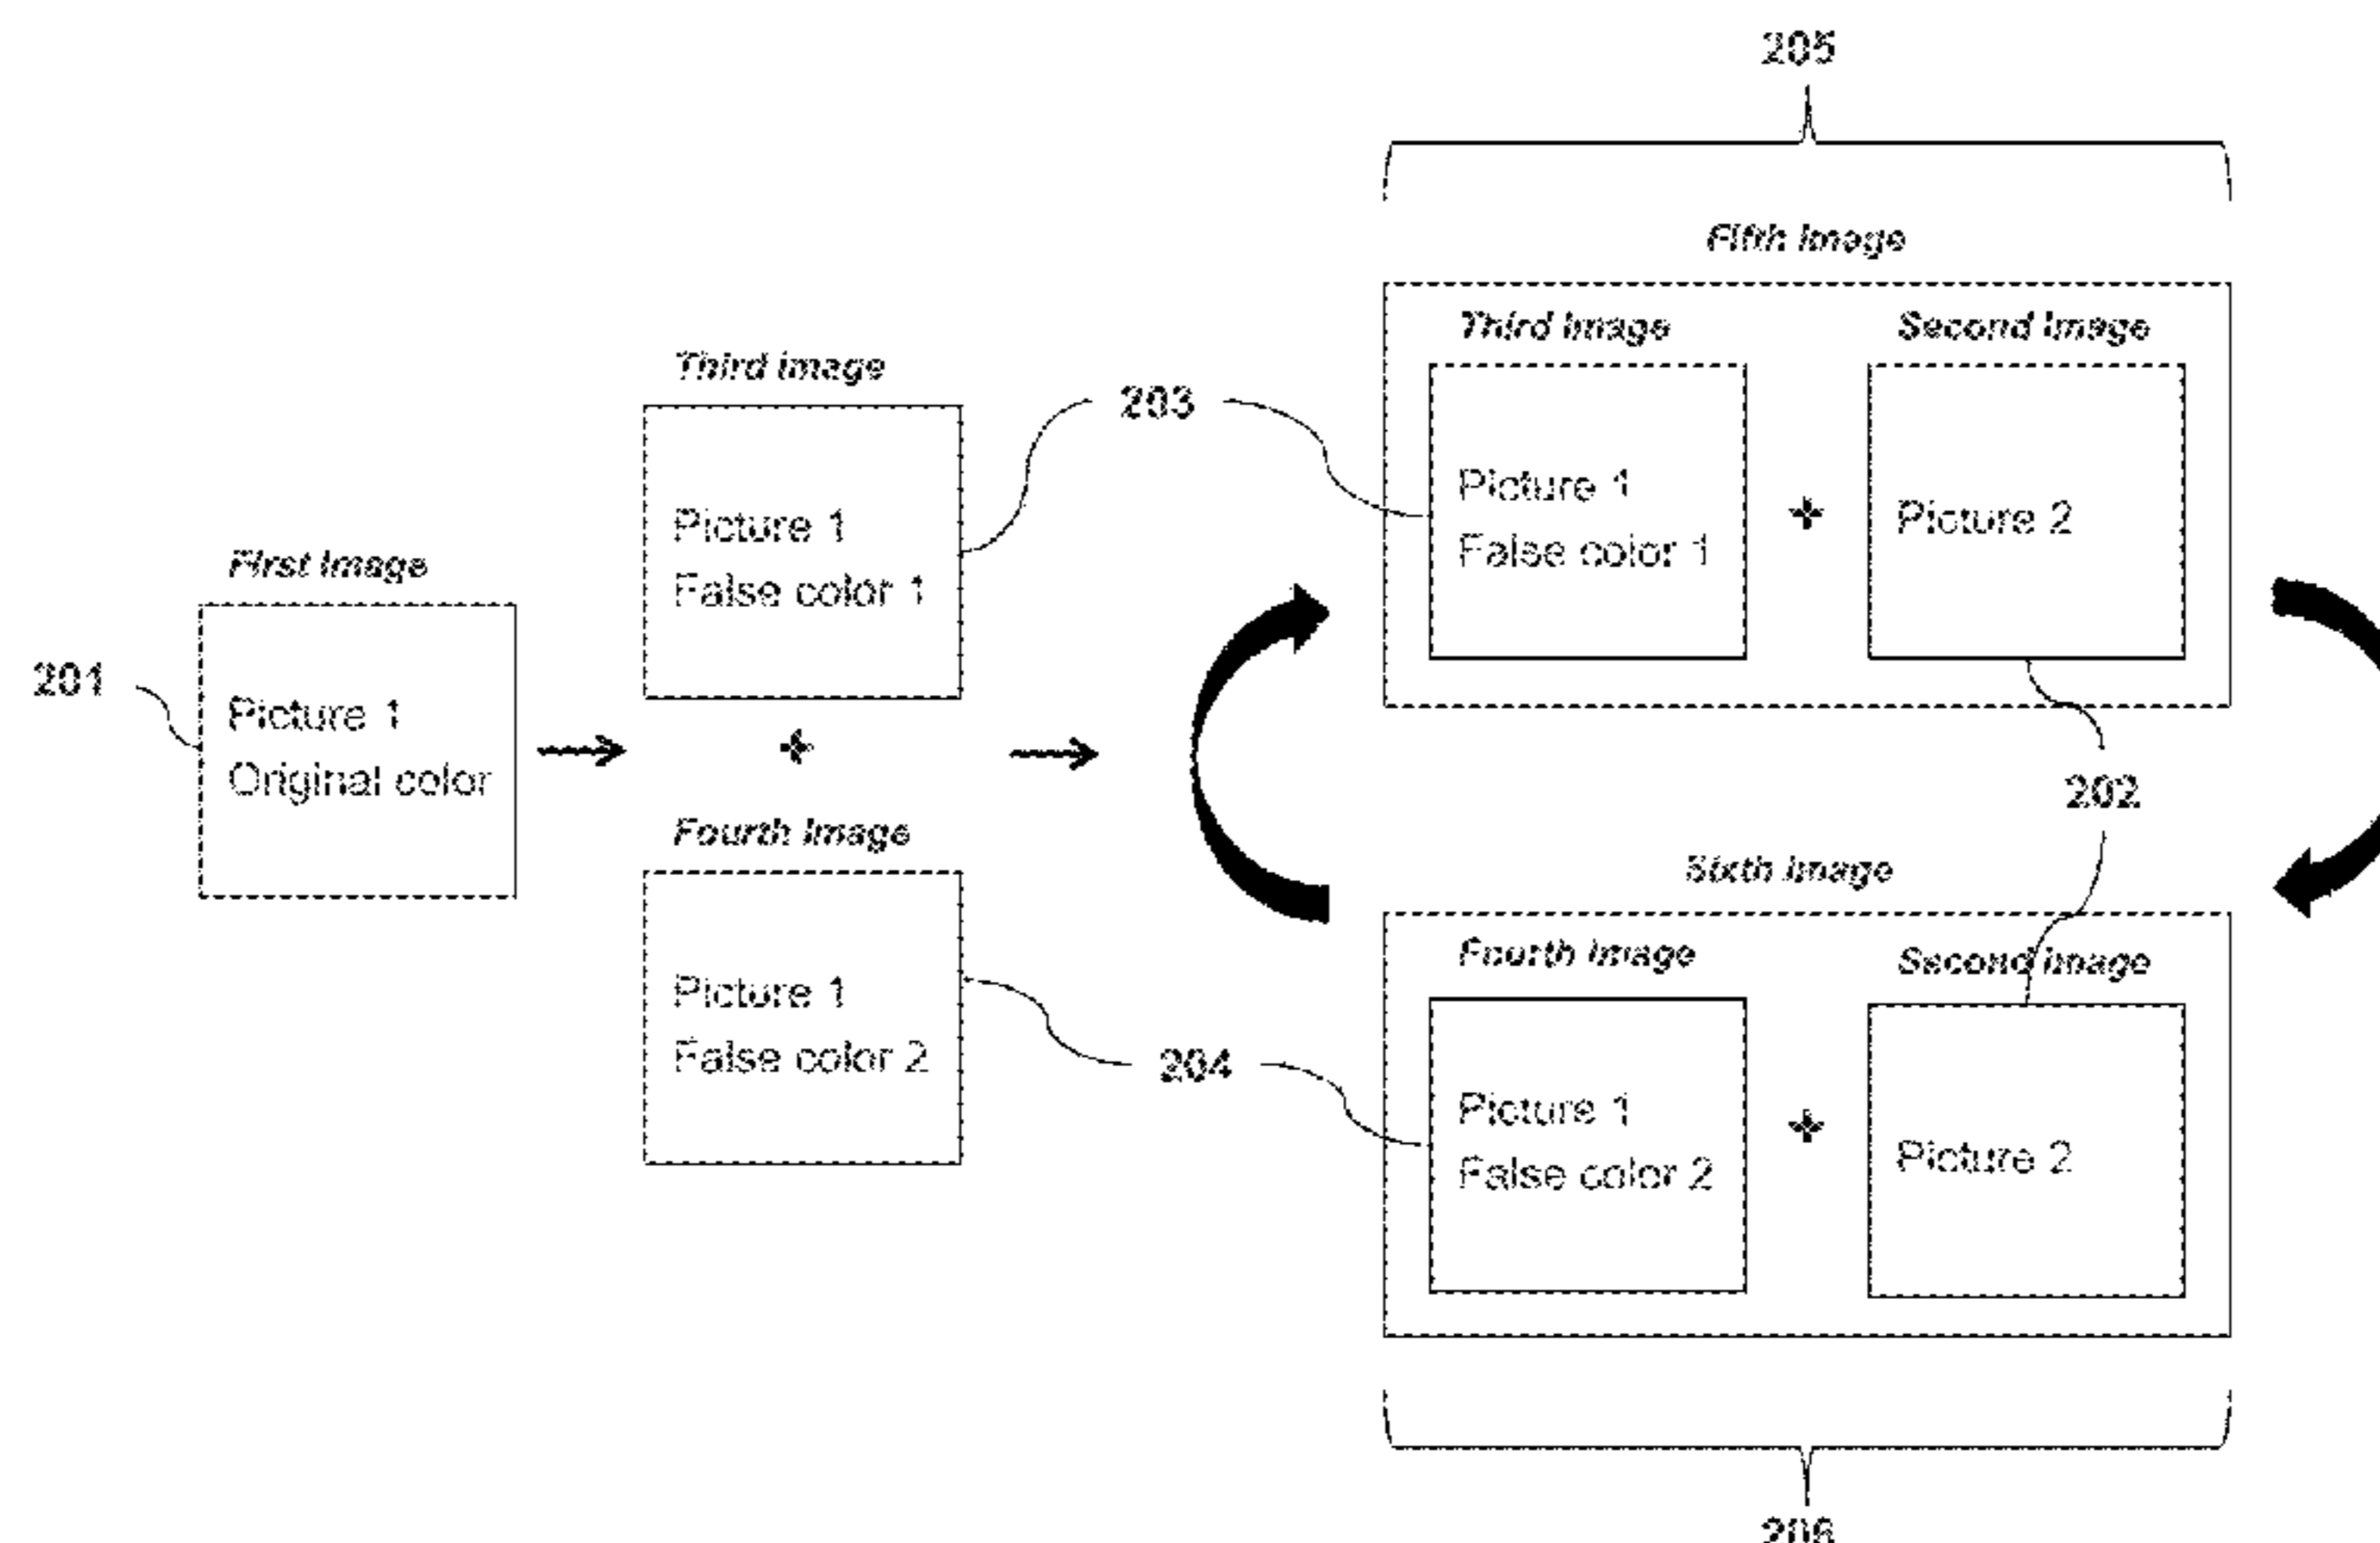 205
Fifth Image
Third Image
Second Image
Picture 1
False color 1
+
Picture 2
Third Image
203
Picture 1
False color 1
First Image
201
Picture 1
Original color
+
202
Fourth Image
Picture 1
False color 2
204
Sixth Image
Fourth Image
Second Image
Picture 1
False color 2
+
Picture 2
206